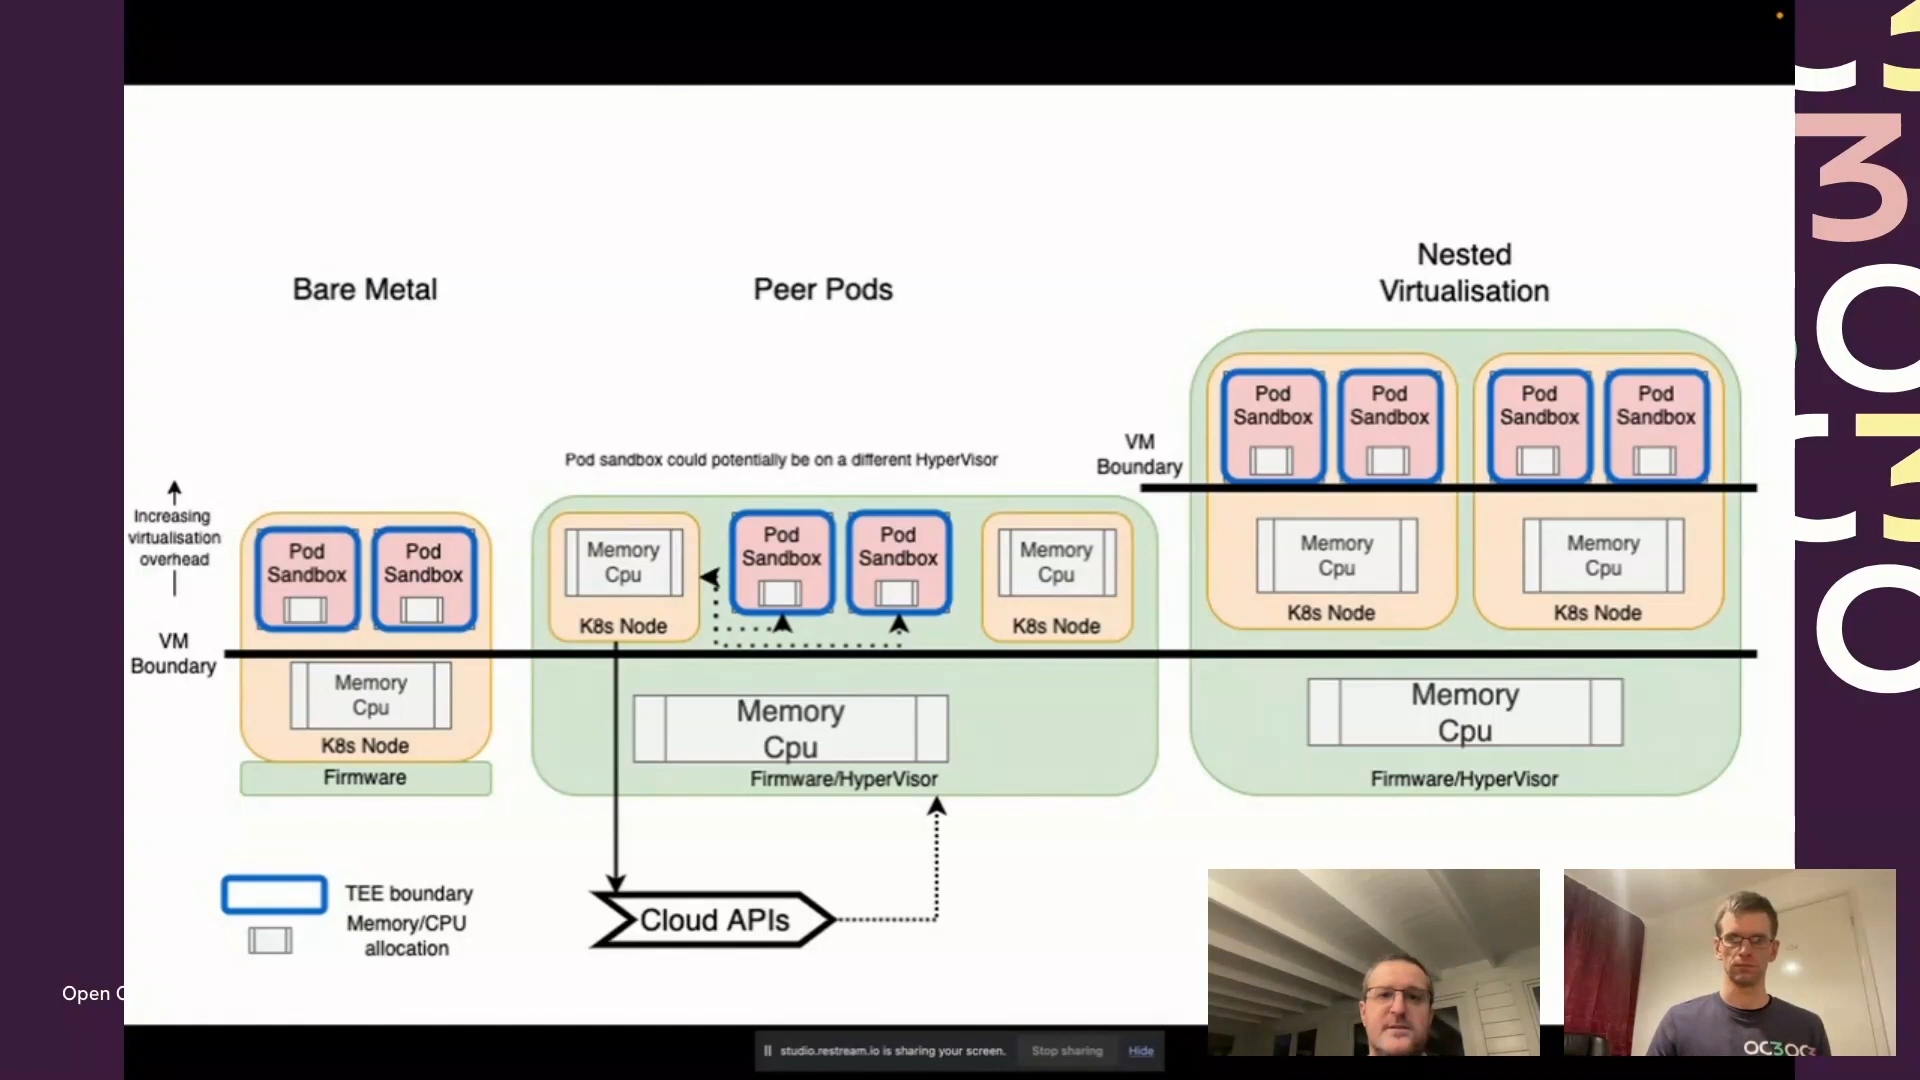 Bare Metal
Peer Pods
Nested
Virtualisation
Pod
Sandbox
Pod
Sandbox
Pod
Sandbox
Pod
Sandbox
VM
Boundary
Memory
Cpu
K8s Node
Memory
Cpu
K8s Node
Memory
Cpu
Firmware/HyperVisor
Pod sandbox could potentially be on a different HyperVisor
Memory
Cpu
K8s Node
Pod
Sandbox
Pod
Sandbox
Memory
Cpu
K8s Node
Memory
Cpu
Firmware/HyperVisor
Cloud APIs
Increasing
virtualisation
overhead
Pod
Sandbox
Pod
Sandbox
VM
Boundary
Memory
Cpu
K8s Node
Firmware
TEE boundary
Memory/CPU
allocation
Open
studio.restream.io is sharing your screen.
Stop sharing
Hide
OC3